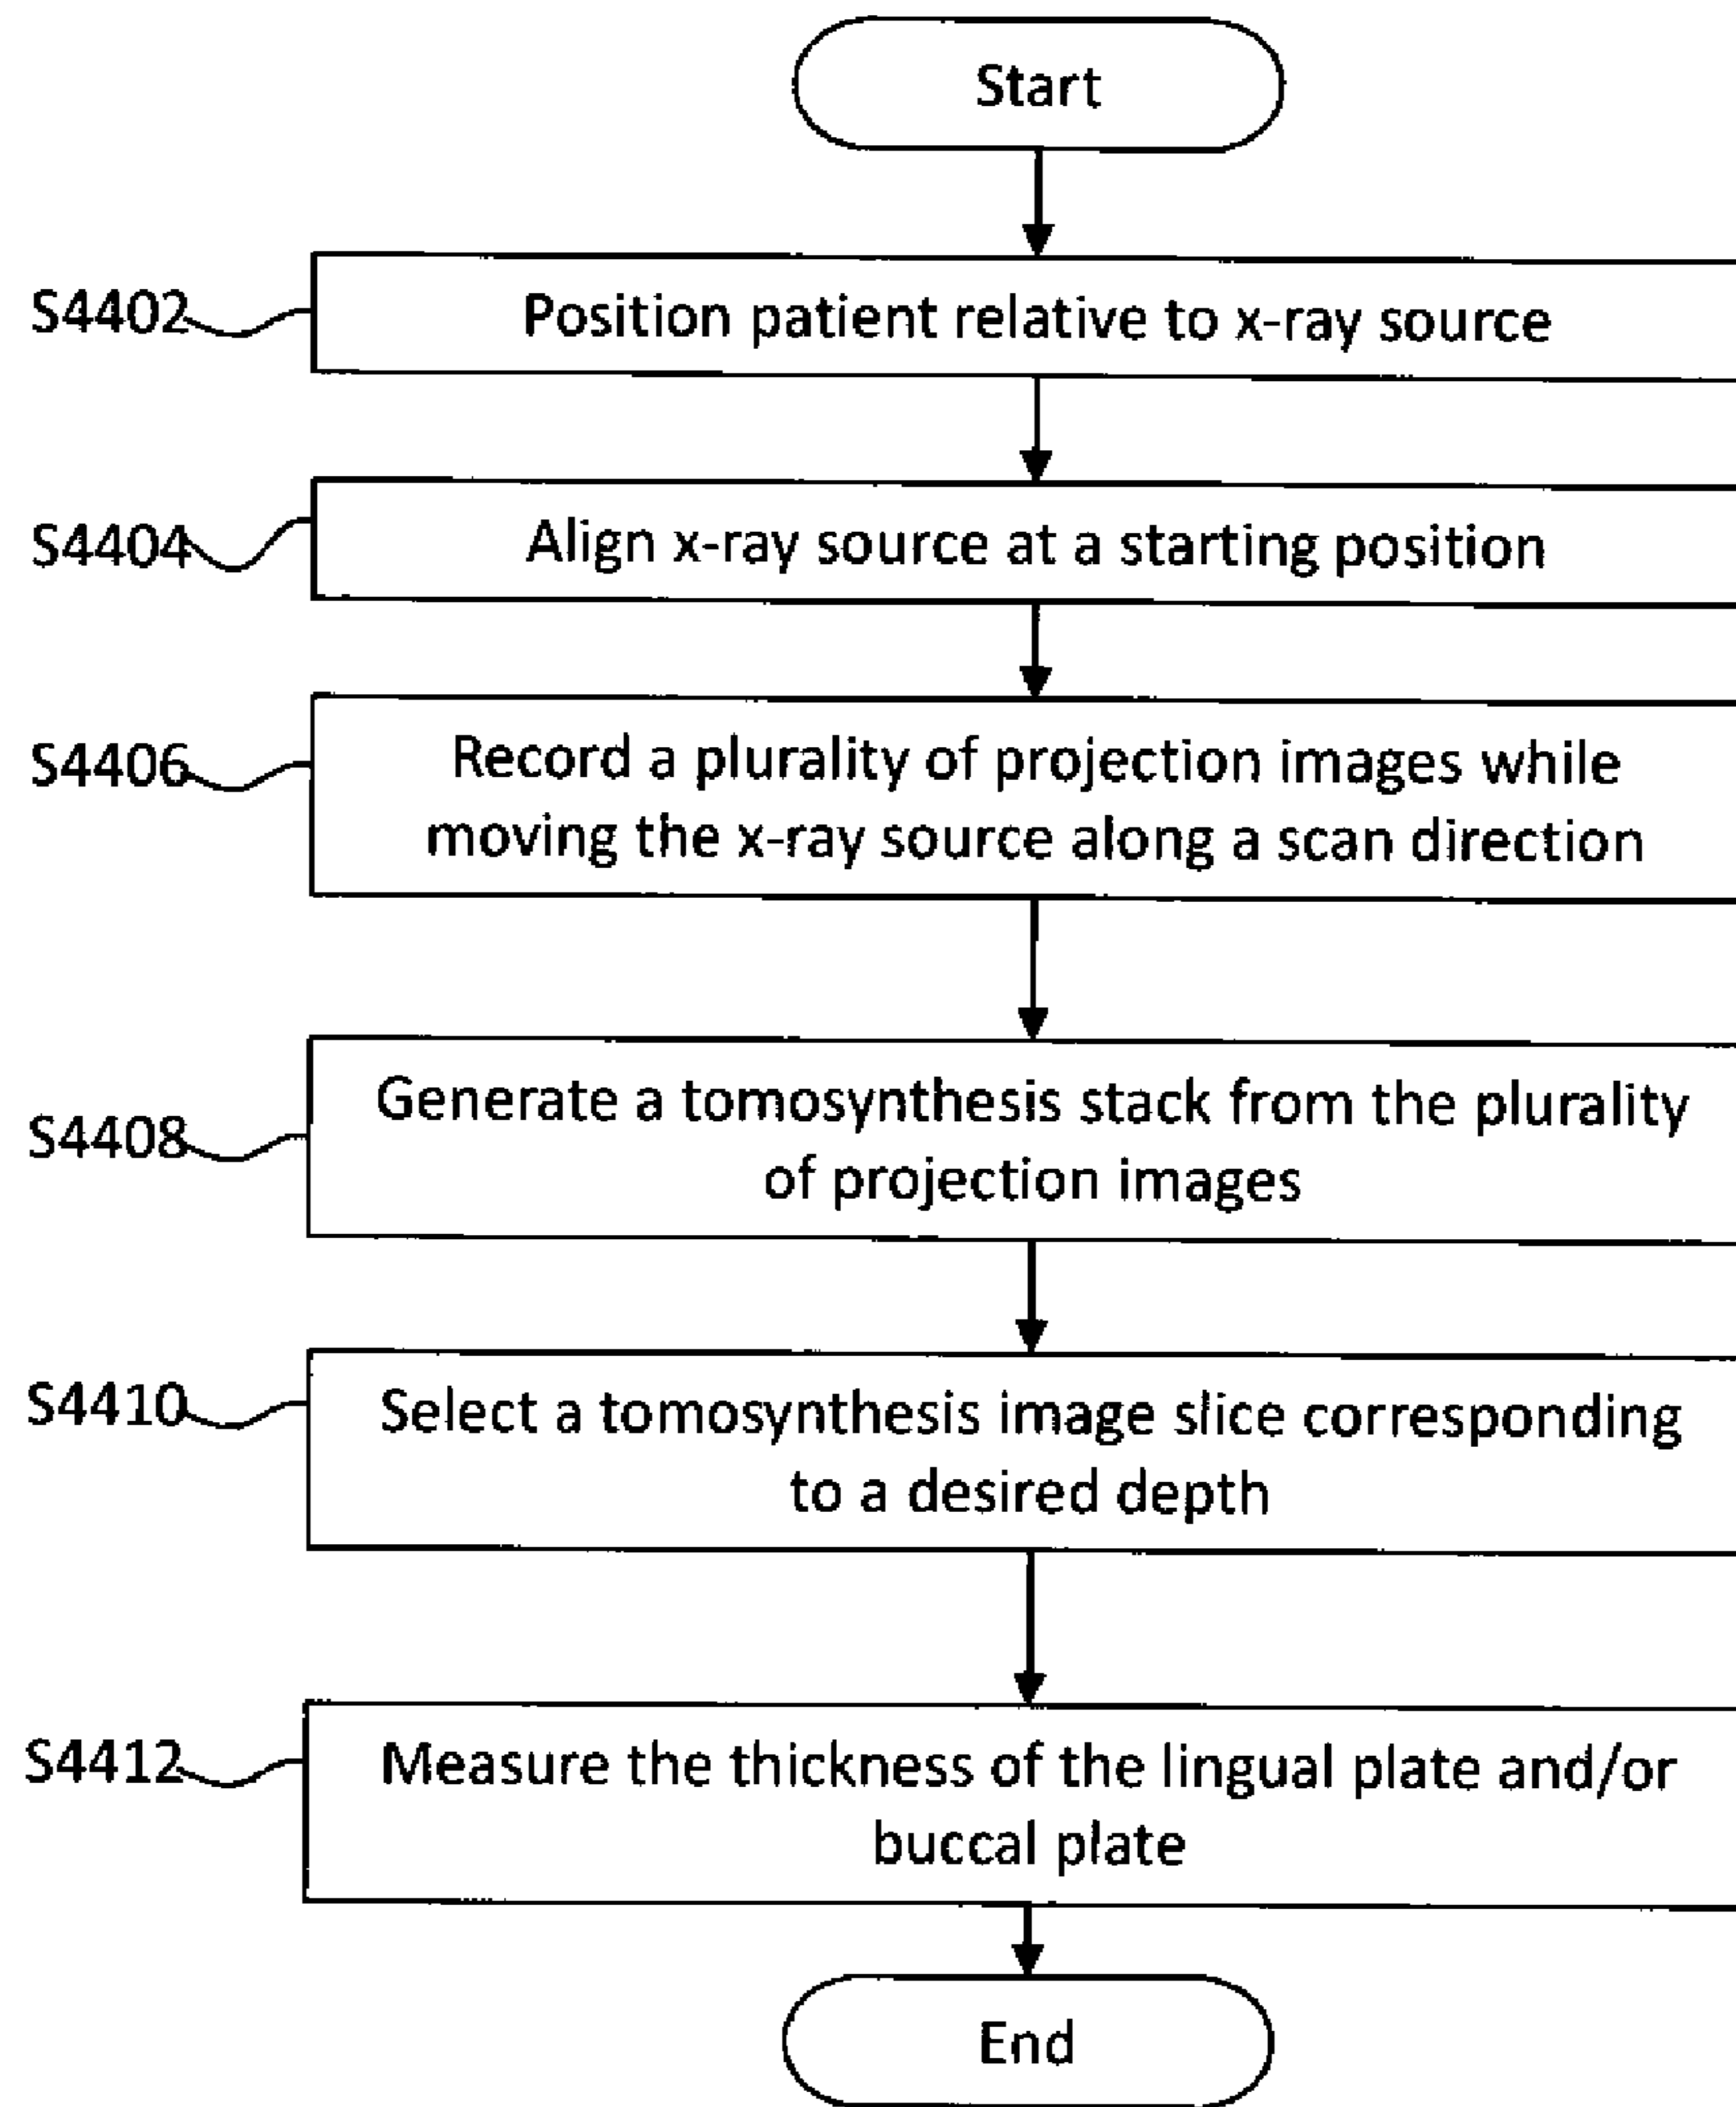 Start
S4402
Position patient relative to x-ray source
S4404
Align x-ray source at a starting position
S4406
Record a plurality of projection images while
moving the x-ray source along a scan direction
S4408
Generate a tomosynthesis stack from the plurality
of projection images
S4410
Select a tomosynthesis image slice corresponding
to a desired depth
S4412
Measure the thickness of the lingual plate and/or
buccal plate
End